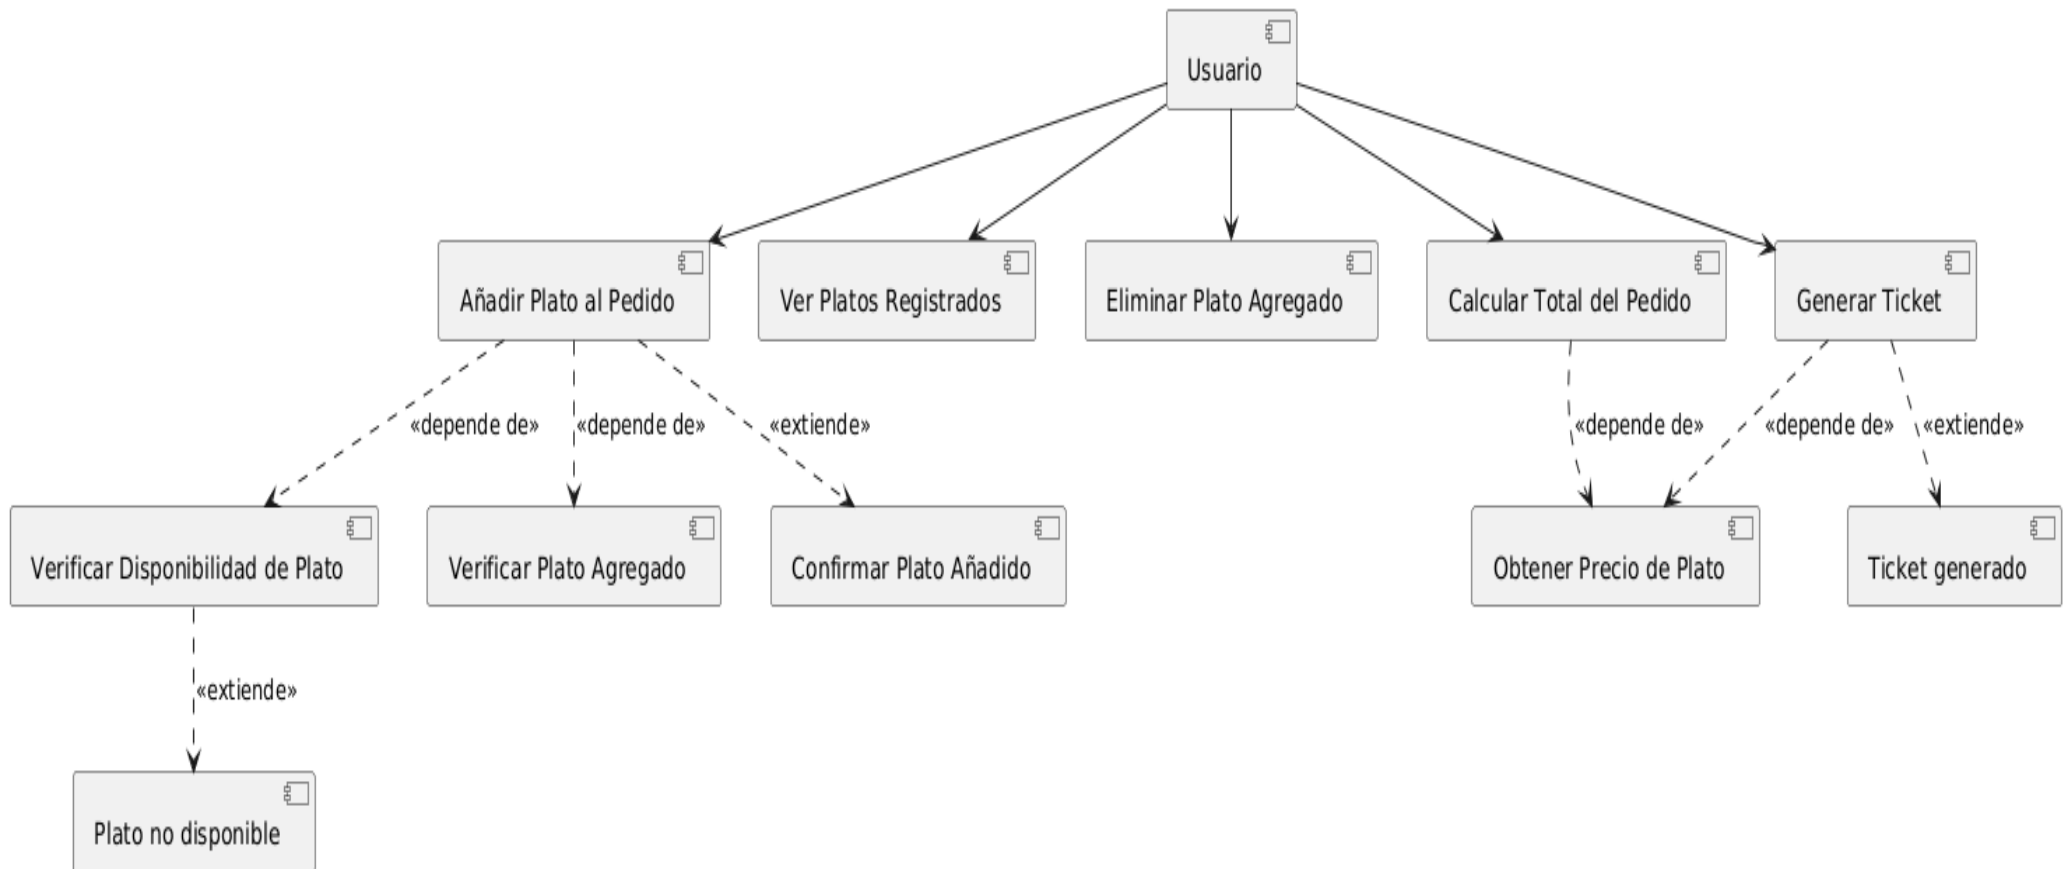 Usuario
Añadir Plato al Pedido
Ver Platos Registrados
Eliminar Plato Agregado
Calcular Total del Pedido
Generar Ticket
«depende de»
«depende de»
«extiende»
«depende de»
«depende de»
«extiende»
Verificar Disponibilidad de Plato
Verificar Plato Agregado
Confirmar Plato Añadido
Obtener Precio de Plato
Ticket generado
«extiende»
Plato no disponible